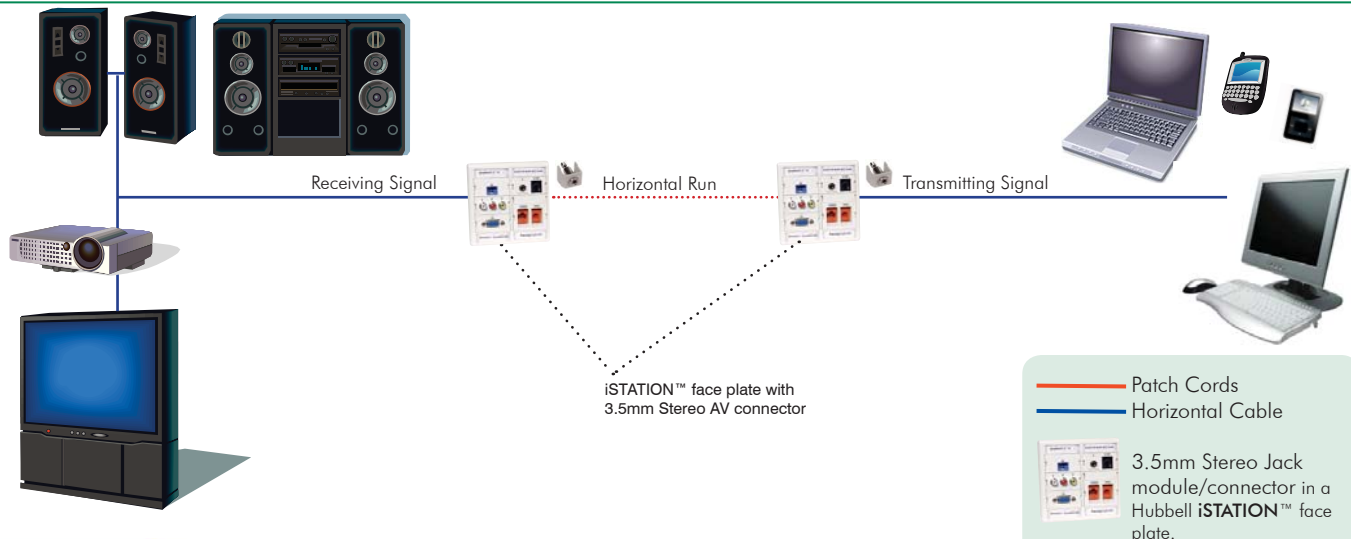 Receiving Signal
Horizontal Run
Transmitting Signal
iSTATION™ face plate with
3.5mm Stereo AV connector
Patch Cords
Horizontal Cable
3.5mm Stereo Jack
module/connector in a
Hubbell iSTATION™ face
plate.